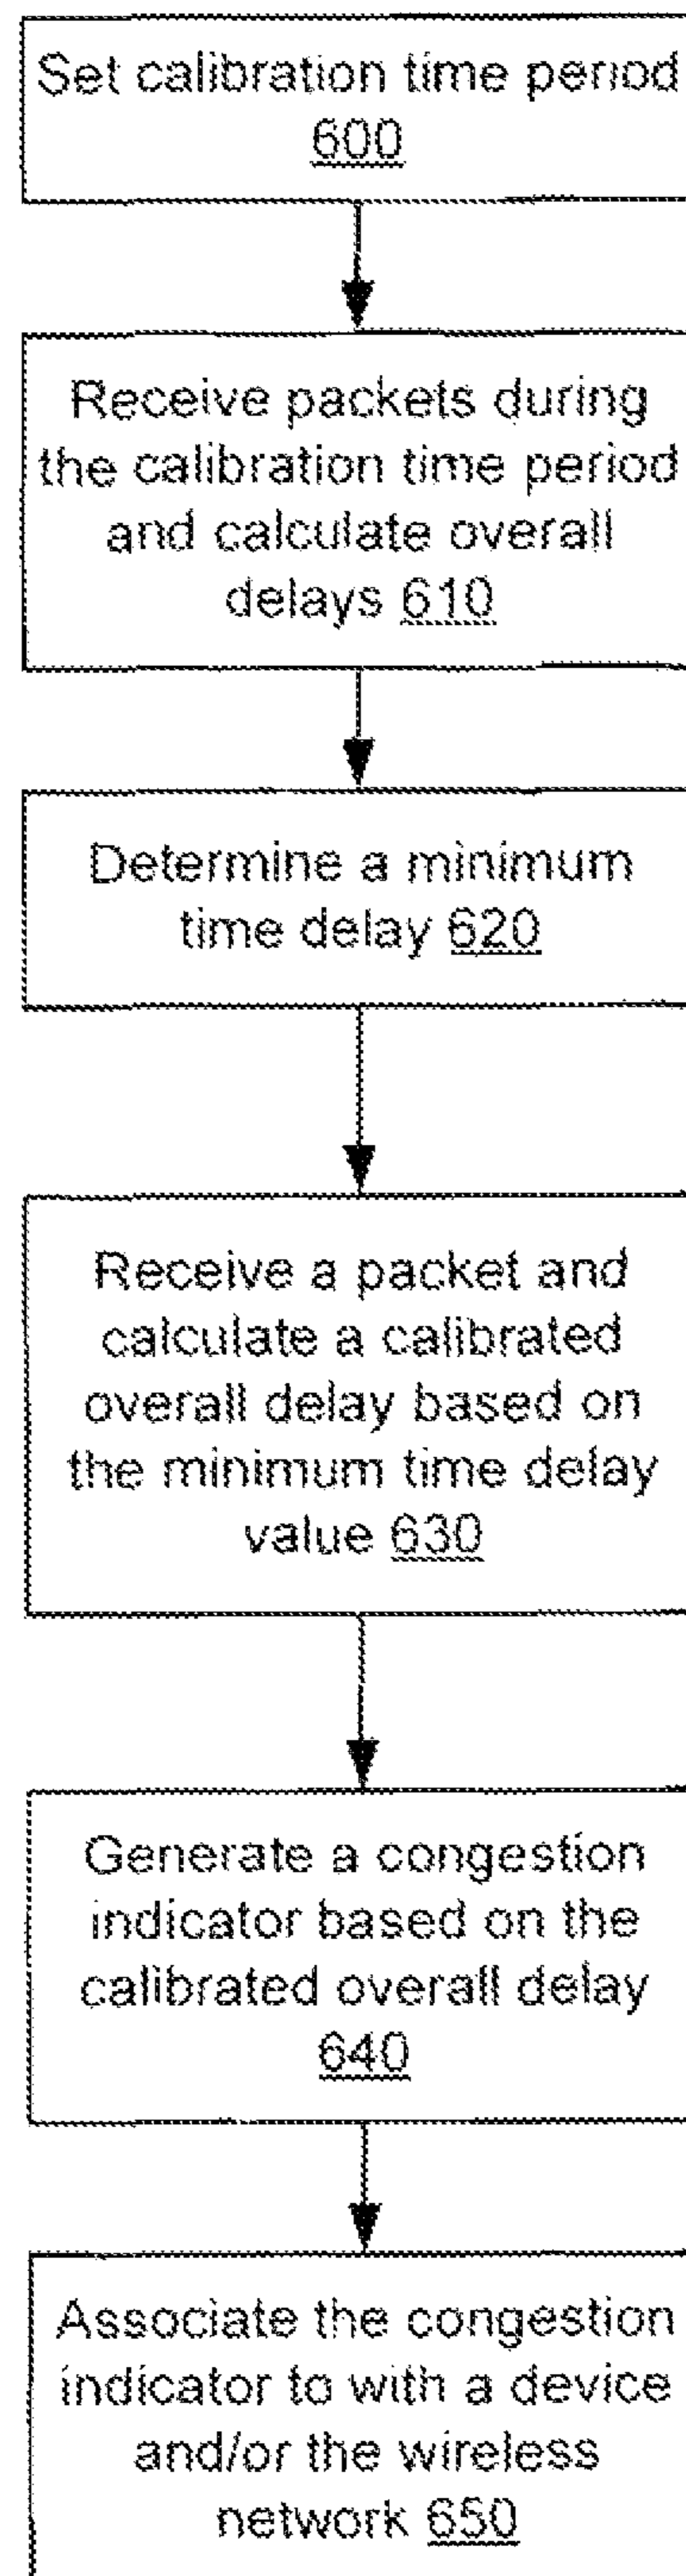 Set calibration time period
600
Receive packets during
the calibration time period
and calculate overall
delays 610
Determine a minimum
time delay 620
Receive a packet and
calculate a calibrated
overall delay based on
the minimum time delay
value 630
Generate a congestion
indicator based on the
calibrated overall delay
640
Associate the congestion
indicator to with a device
and/or the wireless
network 650